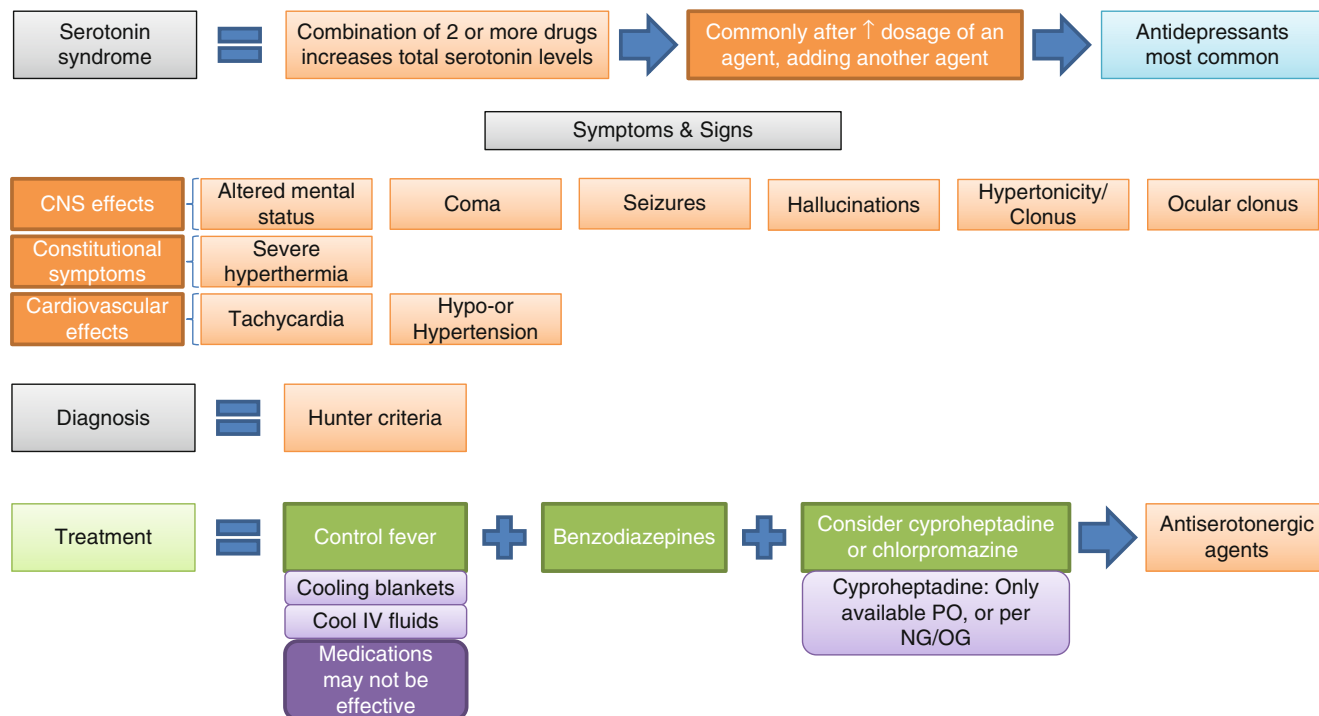 Serotonin
syndrome
Combination of 2 or more drugs
increases total serotonin levels
Commonly after ↑ dosage of an
agent, adding another agent
Antidepressants
most common
Symptoms & Signs
CNS effects
Altered mental
status
Coma
Seizures
Hallucinations
Hypertonicity/
Clonus
Ocular clonus
Constitutional
symptoms
Severe
hyperthermia
Cardiovascular
effects
Tachycardia
Hypo-or
Hypertension
Diagnosis
Hunter criteria
Treatment
Control fever
Cooling blankets
Cool IV fluids
Medications
may not be
effective
Benzodiazepines
Consider cyproheptadine
or chlorpromazine
Cyproheptadine: Only
available PO, or per
NG/OG
Antiserotonergic
agents